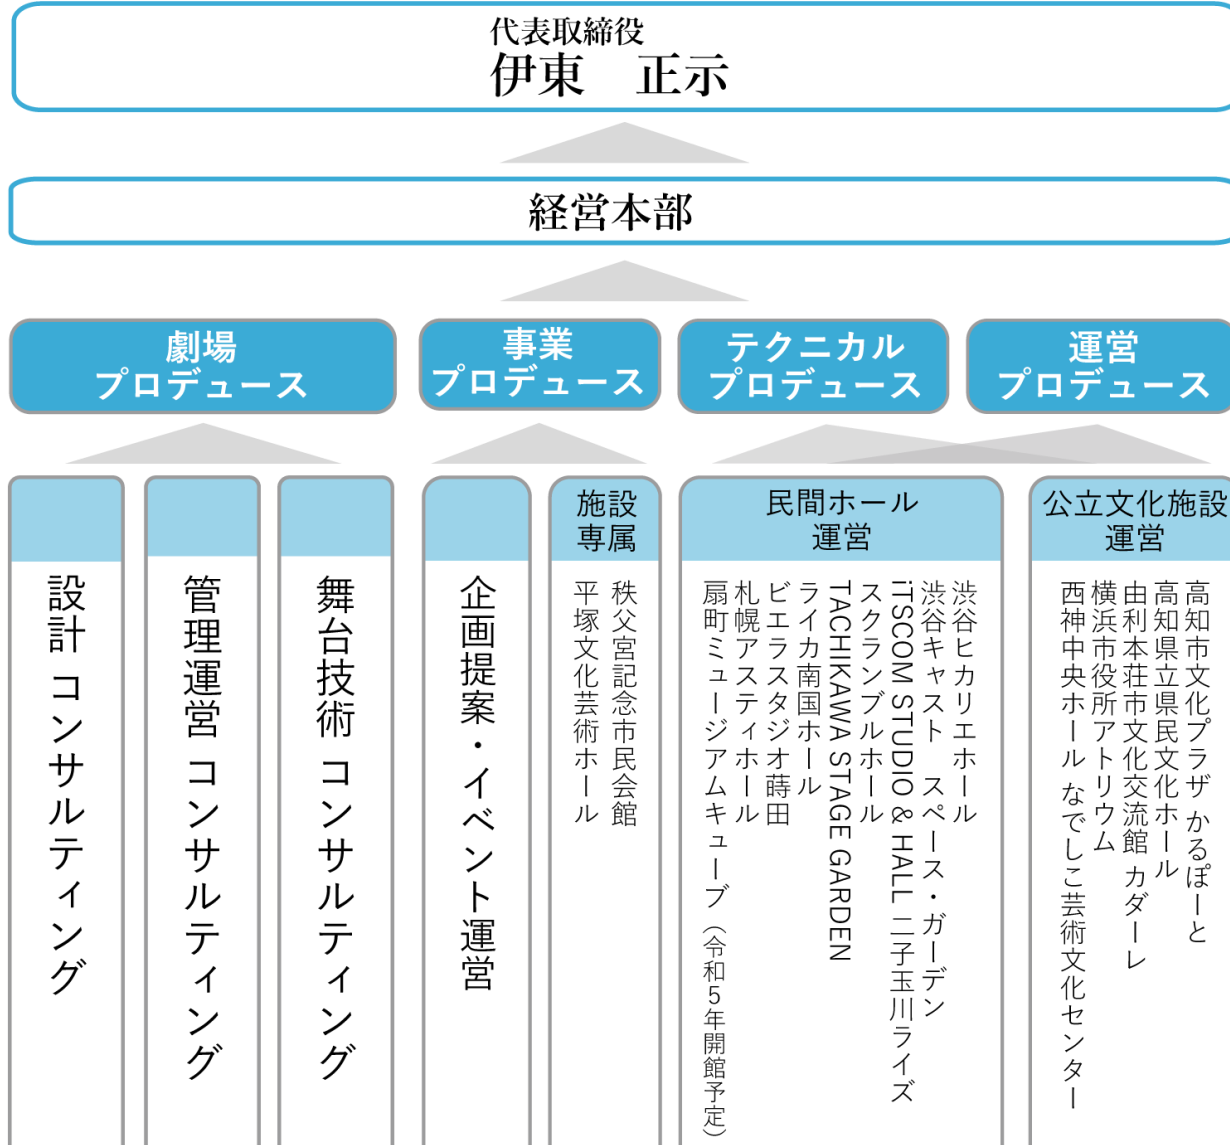 代表取締役
伊東　正示
経営本部
劇場
プロデュース
事業
プロデュース
テクニカル
プロデュース
運営
プロデュース
設計 コンサルティング
管理運営 コンサルティング
舞台技術 コンサルティング
企画提案・イベント運営
施設
専属
秩父宮記念市民会館
平塚文化芸術ホール
民間ホール
運営
渋谷ヒカリエホール
渋谷キャスト　スペース・ガーデン
iTSCOM STUDIO & HALL 二子玉川ライズ
スクランブルホール
TACHIKAWA STAGE GARDEN
ライカ南国ホール
ビエラスタジオ蒔田
札幌アスティホール
扇町ミュージアムキューブ（令和5年開館予定）
公立文化施設
運営
高知市文化プラザ かるぽーと
高知県立県民文化ホール
由利本荘市文化交流館 カダーレ
横浜市役所アトリウム
西神中央ホール なでしこ芸術文化センター